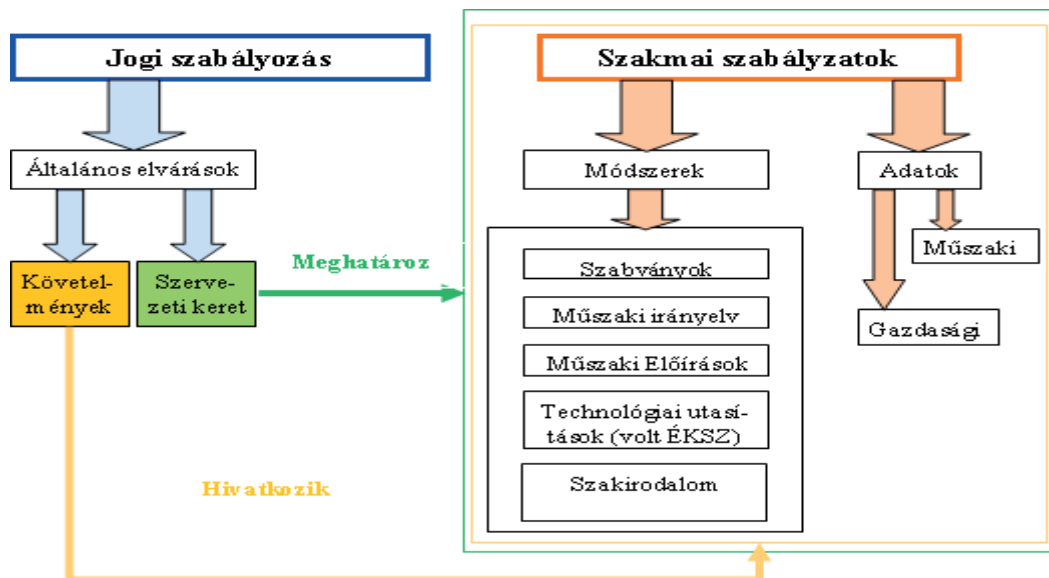 Jogi szabályozás
Általános elvárások
Követel-
mények
Szerve-
zeti keret
Meghatároz
Hivatkozik
Szakmai szabályzatok
Módszerek
Szabványok
Műszaki irányelv
Műszaki Előírások
Technológiai utasí-
tások (volt ÉKSZ)
Szakirodalom
Adatok
Műszaki
Gazdasági